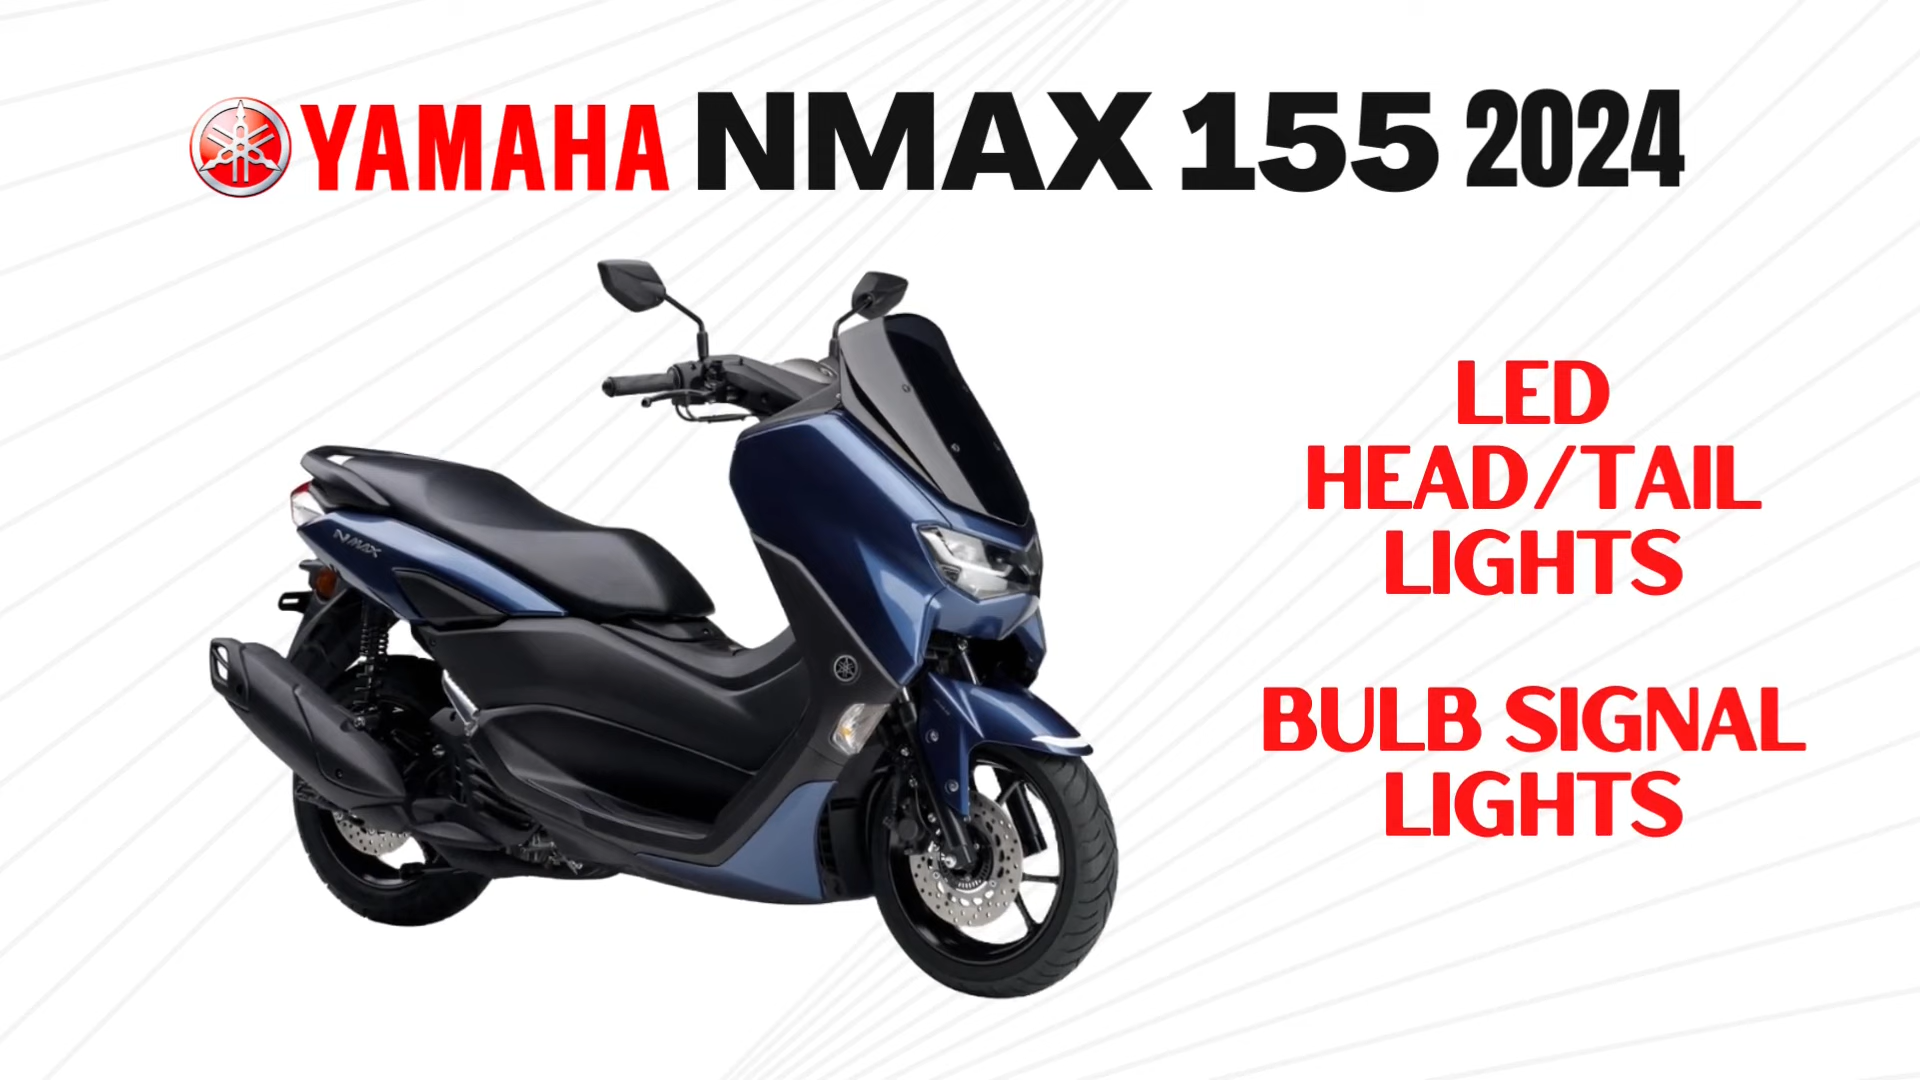 YAMAHA NMAX 155 2024
LED
HEAD/TAIL
LIGHTS
BULB SIGNAL
LIGHTS
NMAX